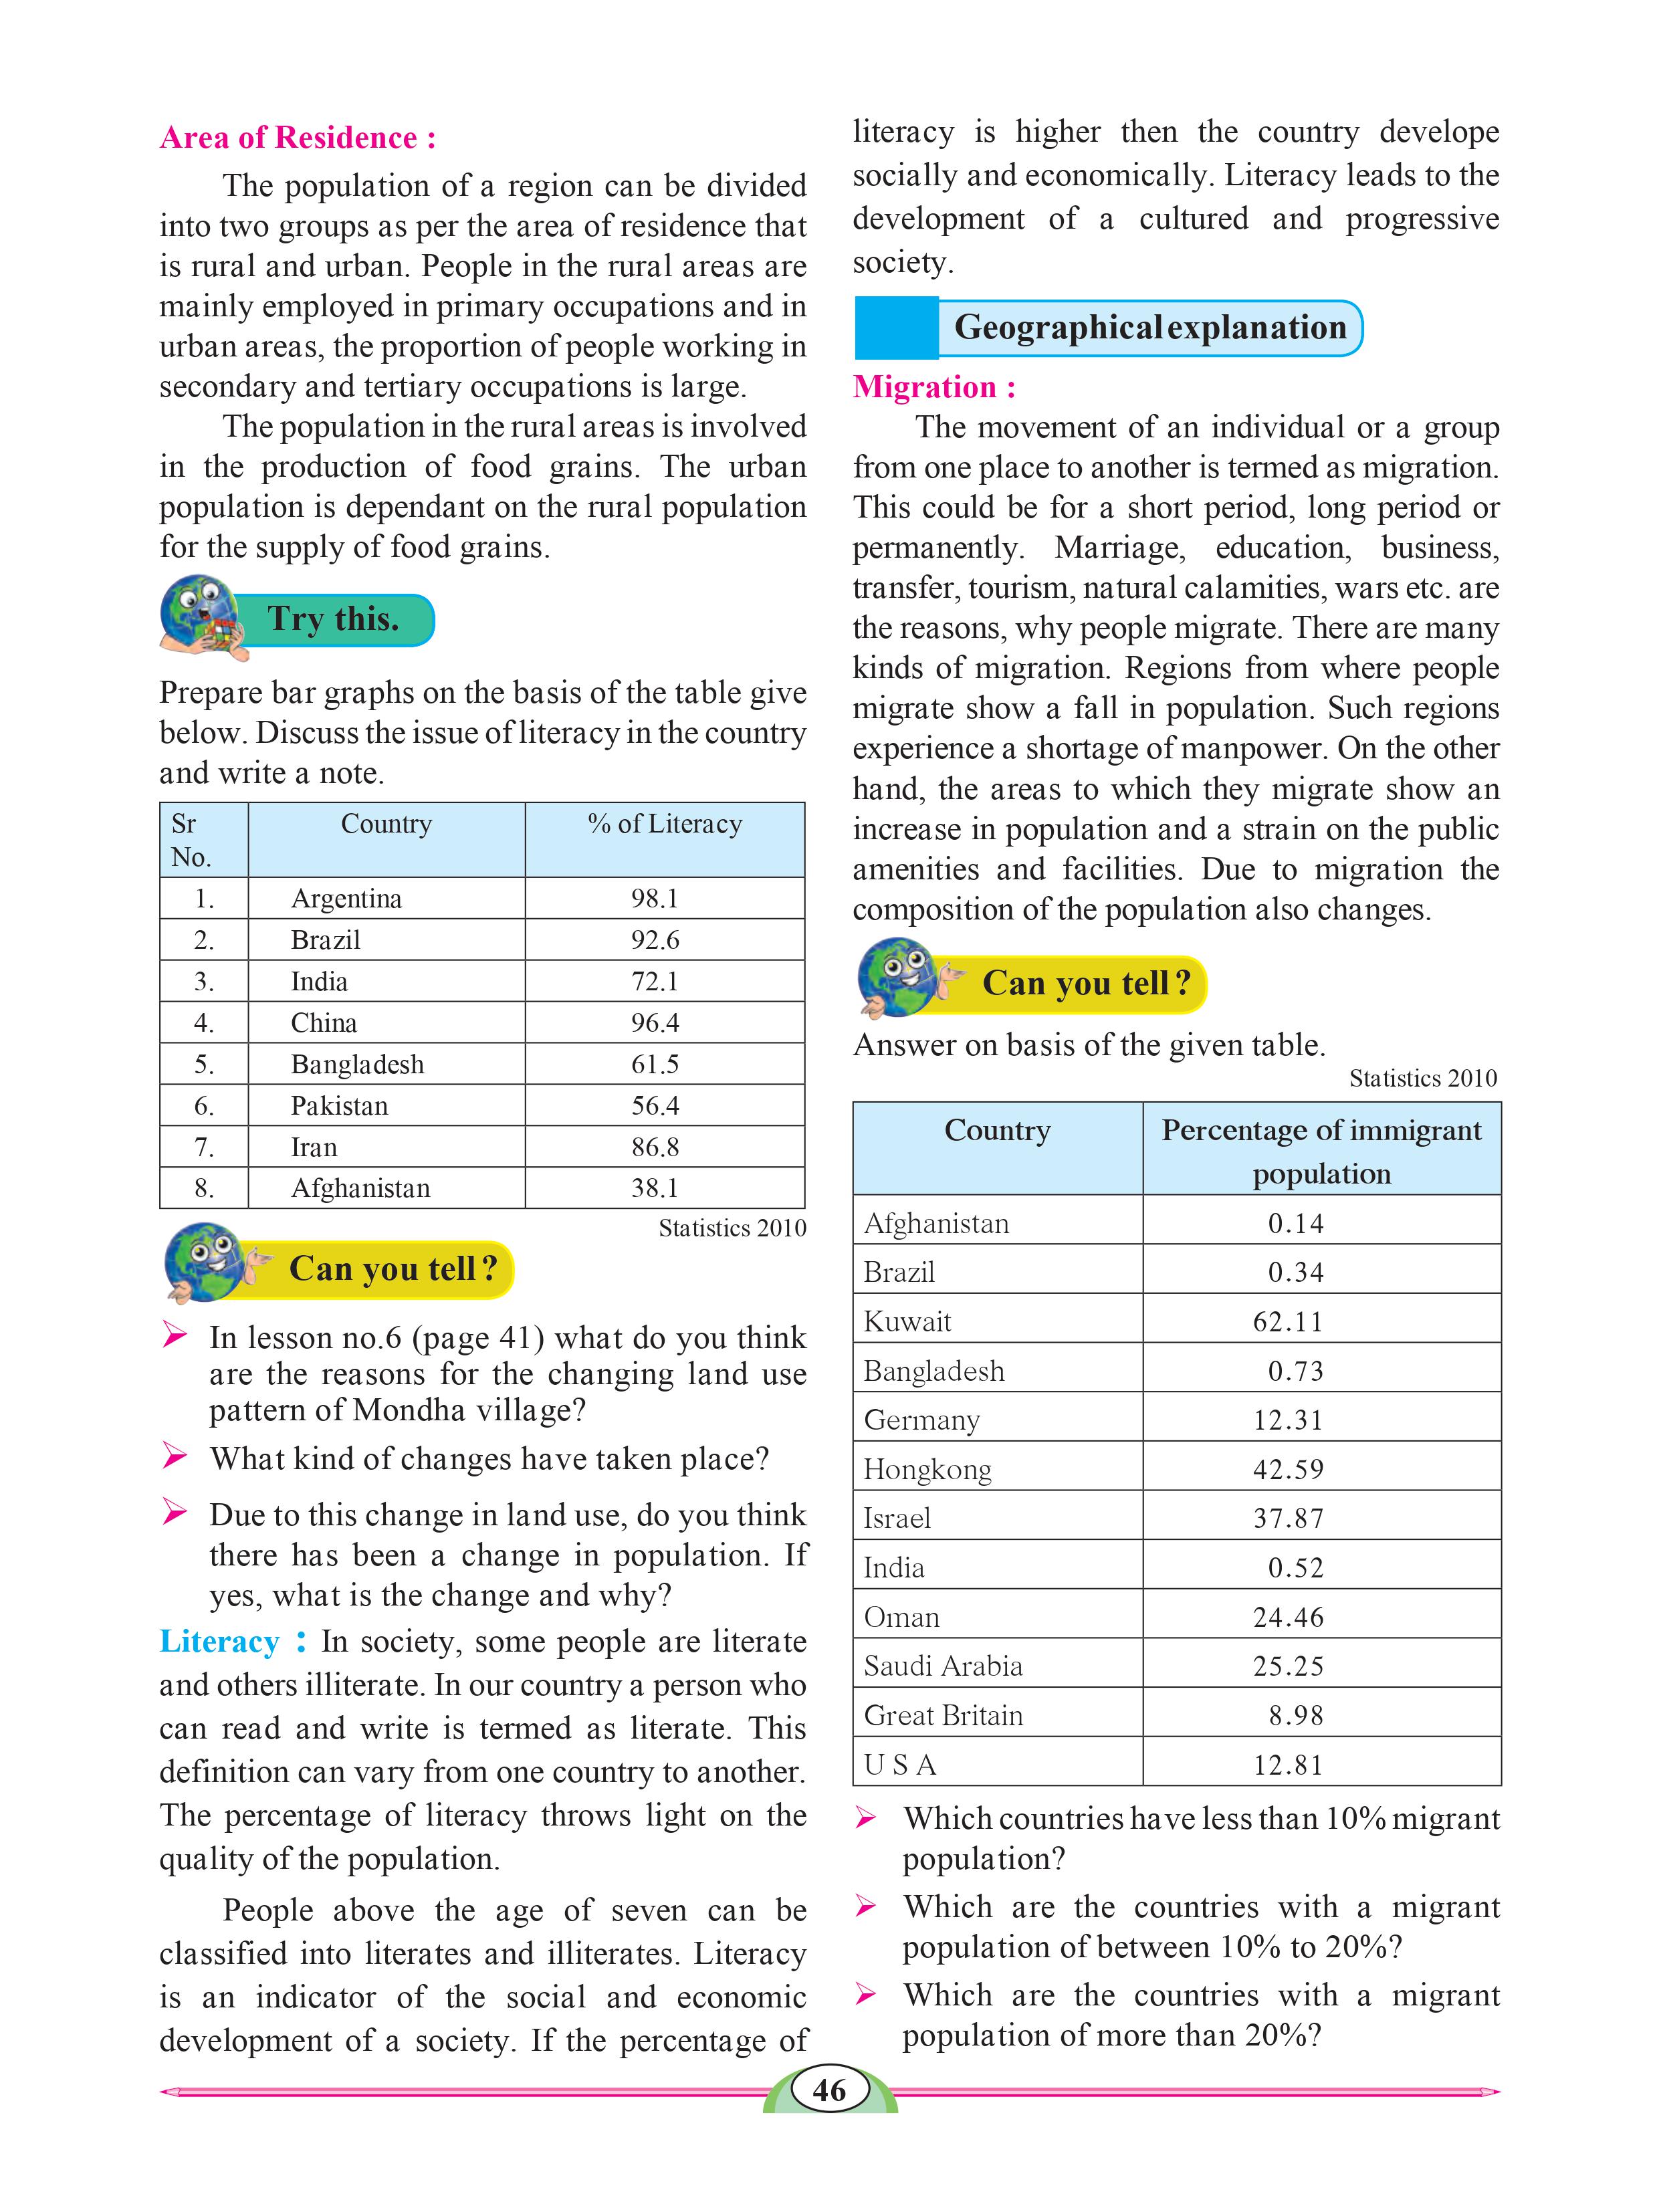 Area of Residence :
The population of a region can be divided
into two groups as per the area of residence that
is rural and urban. People in the rural areas are
mainly employed in primary occupations and in
urban areas, the proportion of people working in
secondary and tertiary occupations is large.
The population in the rural areas is involved
in the production of food grains. The urban
population is dependant on the rural population
for the supply of food grains.
Try this.
Prepare bar graphs on the basis of the table give
below. Discuss the issue of literacy in the country
and write a note.
Sr No. Country % of Literacy
1. Argentina 98.1
2. Brazil 92.6
3. India 72.1
4. China 96.4
5. Bangladesh 61.5
6. Pakistan 56.4
7. Iran 86.8
8. Afghanistan 38.1
Statistics 2010
Can you tell ?
In lesson no.6 (page 41) what do you think
are the reasons for the changing land use
pattern of Mondha village?
What kind of changes have taken place?
Due to this change in land use, do you think
there has been a change in population. If
yes, what is the change and why?
Literacy : In society, some people are literate
and others illiterate. In our country a person who
can read and write is termed as literate. This
definition can vary from one country to another.
The percentage of literacy throws light on the
quality of the population.
People above the age of seven can be
classified into literates and illiterates. Literacy
is an indicator of the social and economic
development of a society. If the percentage of
literacy is higher then the country develope
socially and economically. Literacy leads to the
development of a cultured and progressive
society.
Geographical explanation
Migration :
The movement of an individual or a group
from one place to another is termed as migration.
This could be for a short period, long period or
permanently. Marriage, education, business,
transfer, tourism, natural calamities, wars etc. are
the reasons, why people migrate. There are many
kinds of migration. Regions from where people
migrate show a fall in population. Such regions
experience a shortage of manpower. On the other
hand, the areas to which they migrate show an
increase in population and a strain on the public
amenities and facilities. Due to migration the
composition of the population also changes.
Can you tell ?
Answer on basis of the given table.
Statistics 2010
Country Percentage of immigrant
population
Afghanistan 0.14
Brazil 0.34
Kuwait 62.11
Bangladesh 0.73
Germany 12.31
Hongkong 42.59
Israel 37.87
India 0.52
Oman 24.46
Saudi Arabia 25.25
Great Britain 8.98
U S A 12.81
Which countries have less than 10% migrant
population?
Which are the countries with a migrant
population of between 10% to 20%?
Which are the countries with a migrant
population of more than 20%?
46